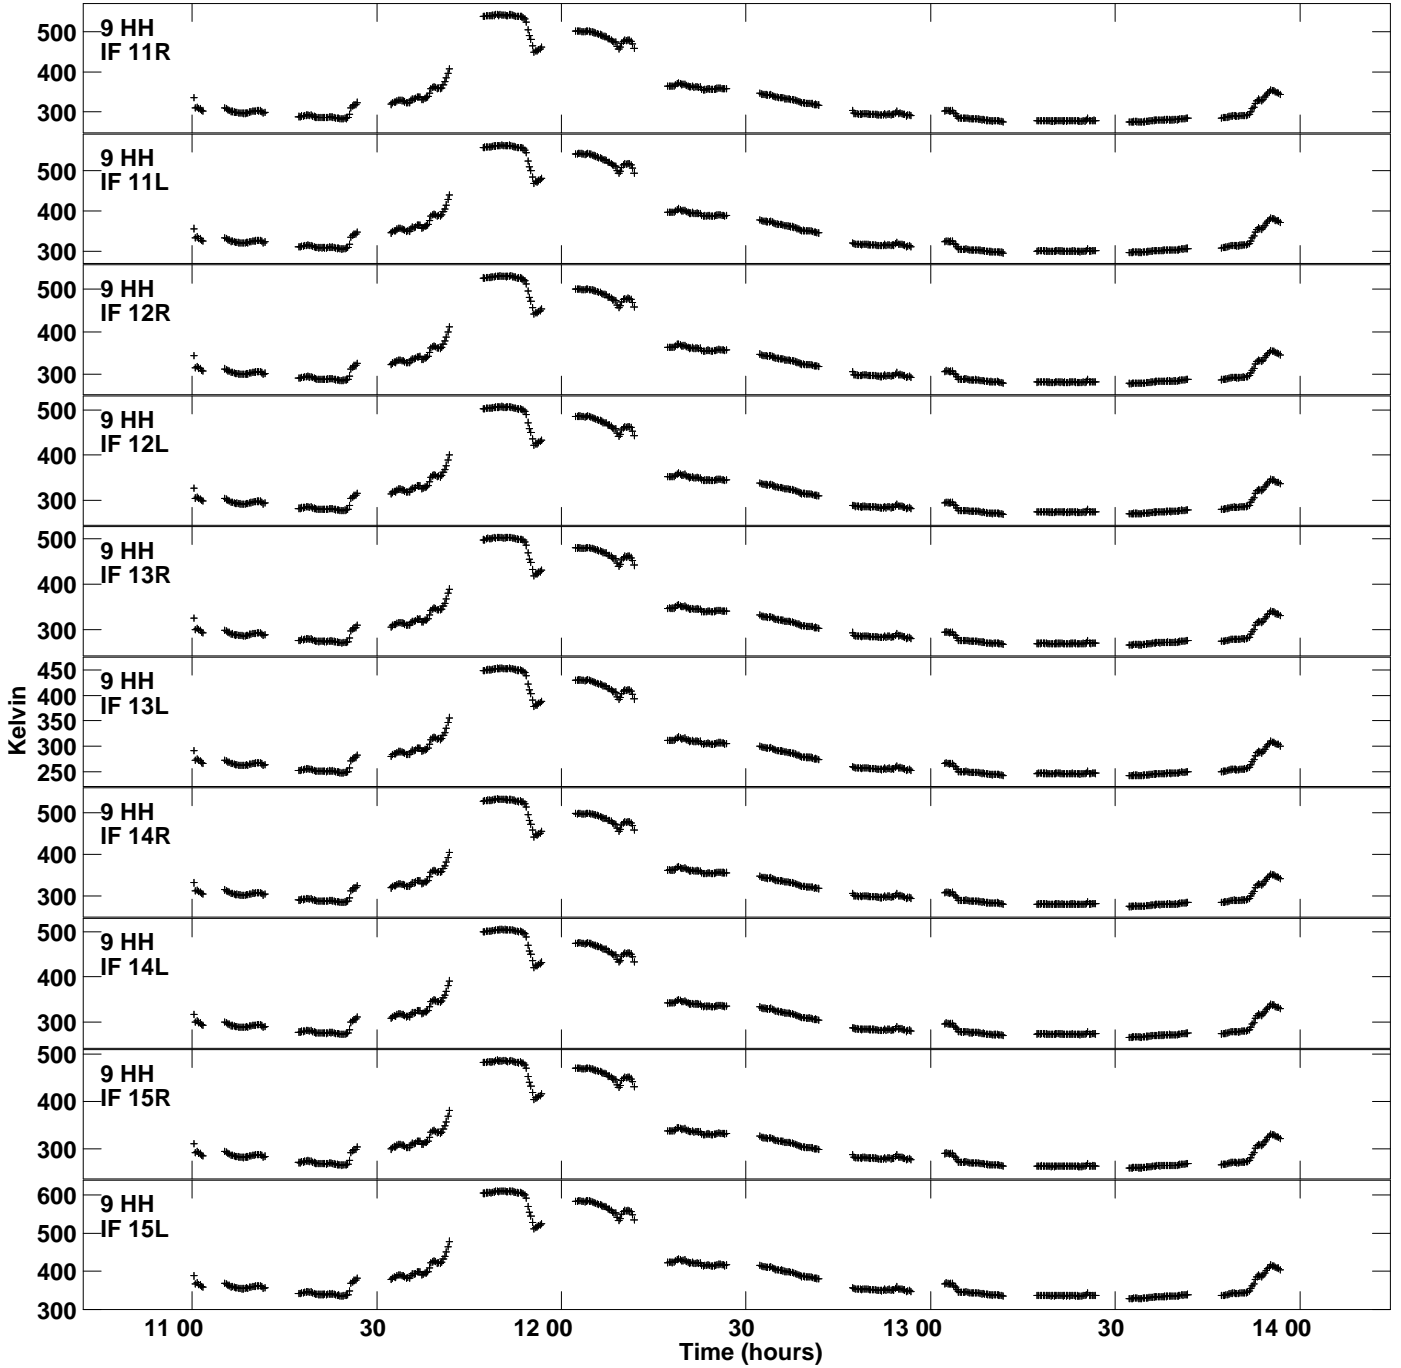 9 HH
IF 11R
500
400
300
9 HH
IF 11L
500
400
300
9 HH
IF 12R
500
400
300
9 HH
IF 12L
500
400
300
9 HH
IF 13R
500
400
300
9 HH
IF 13L
450
400
350
300
250
Kelvin
9 HH
IF 14R
500
400
300
9 HH
IF 14L
500
400
300
9 HH
IF 15R
500
400
300
9 HH
IF 15L
600
500
400
300
11 00 30 12 00 30 13 00 30 14 00
Time (hours)